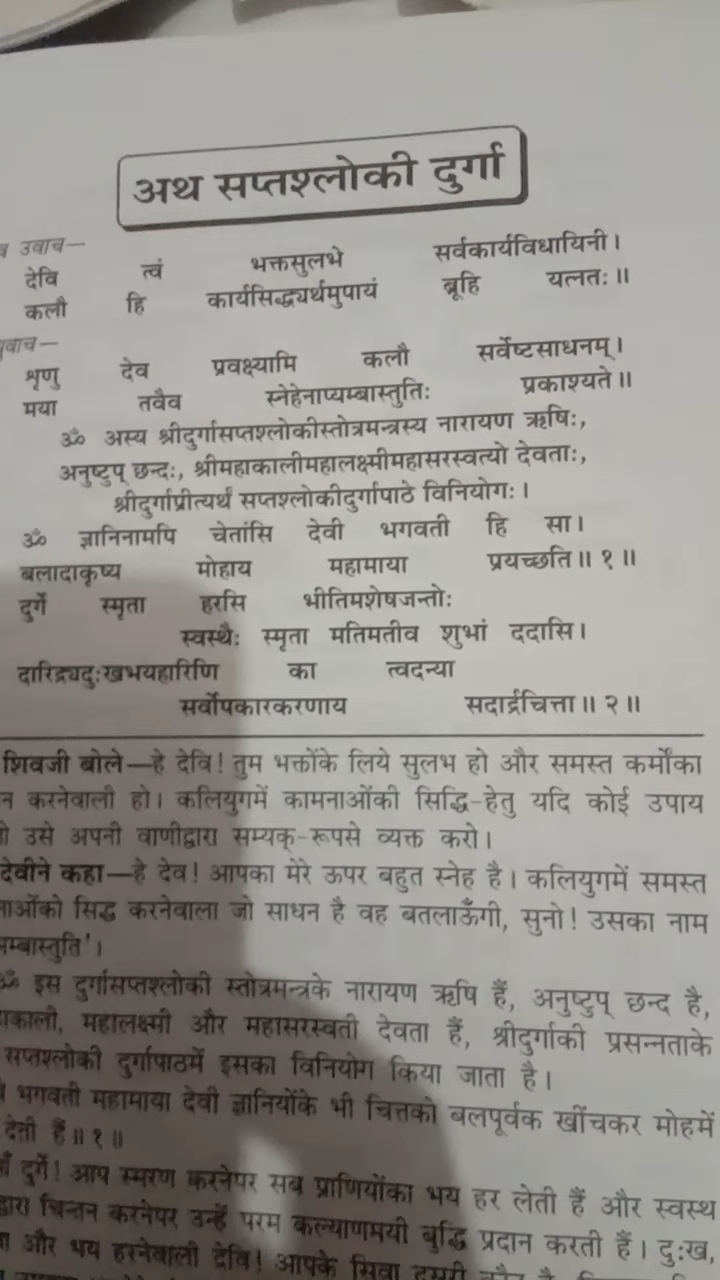 अथ सप्तश्लोकी दुर्गा
उवाच—
देवि त्वं भक्तसुलभे सर्वकार्यविधायिनी।
कलौ हि कार्यसिद्ध्यर्थमुपायं ब्रूहि यत्नतः॥
शृणु देव प्रवक्ष्यामि कलौ सर्वेष्टसाधनम्।
मया तवैव स्नेहेनाप्यम्बास्तुतिः प्रकाश्यते॥
ॐ अस्य श्रीदुर्गासप्तश्लोकीस्तोत्रमन्त्रस्य नारायण ऋषिः,
अनुष्टुप् छन्दः, श्रीमहाकालीमहालक्ष्मीमहासरस्वत्यो देवताः,
श्रीदुर्गाप्रीत्यर्थं सप्तश्लोकीदुर्गापाठे विनियोगः।
ॐ ज्ञानिनामपि चेतांसि देवी भगवती हि सा।
बलादाकृष्य मोहाय महामाया प्रयच्छति॥ १॥
दुर्गे स्मृता हरसि भीतिमशेषजन्तोः
स्वस्थैः स्मृता मतिमतीव शुभां ददासि।
दारिद्र्यदुःखभयहारिणि का त्वदन्या
सर्वोपकारकरणाय सदार्द्रचित्ता॥ २॥
शिवजी बोले—हे देवि! तुम भक्तोंके लिये सुलभ हो और समस्त कर्मोंका
न करनेवाली हो। कलियुगमें कामनाओंकी सिद्धि-हेतु यदि कोई उपाय
उसे अपनी वाणीद्वारा सम्यक्-रूपसे व्यक्त करो।
देवीने कहा—हे देव! आपका मेरे ऊपर बहुत स्नेह है। कलियुगमें समस्त
सिद्ध करनेवाला जो साधन है वह बतलाऊँगी, सुनो! उसका नाम
म्बास्तुति'।
ॐ इस दुर्गासप्तश्लोकी स्तोत्रमन्त्रके नारायण ऋषि हैं, अनुष्टुप् छन्द है,
महालक्ष्मी और महासरस्वती देवता हैं, श्रीदुर्गाकी प्रसन्नताके
सप्तश्लोकी दुर्गापाठमें इसका विनियोग किया जाता है।
भगवती महामाया देवी ज्ञानियोंके भी चित्तको बलपूर्वक खींचकर मोहमें
देती हैं॥ १॥
दुर्गे! आप स्मरण करनेपर सब प्राणियोंका भय हर लेती हैं और स्वस्थ
चिन्तन करनेपर उन्हें परम कल्याणमयी बुद्धि प्रदान करती हैं। दुःख,
और भय हरनेवाली देवि! आपके सिवा दूसरी कौन है